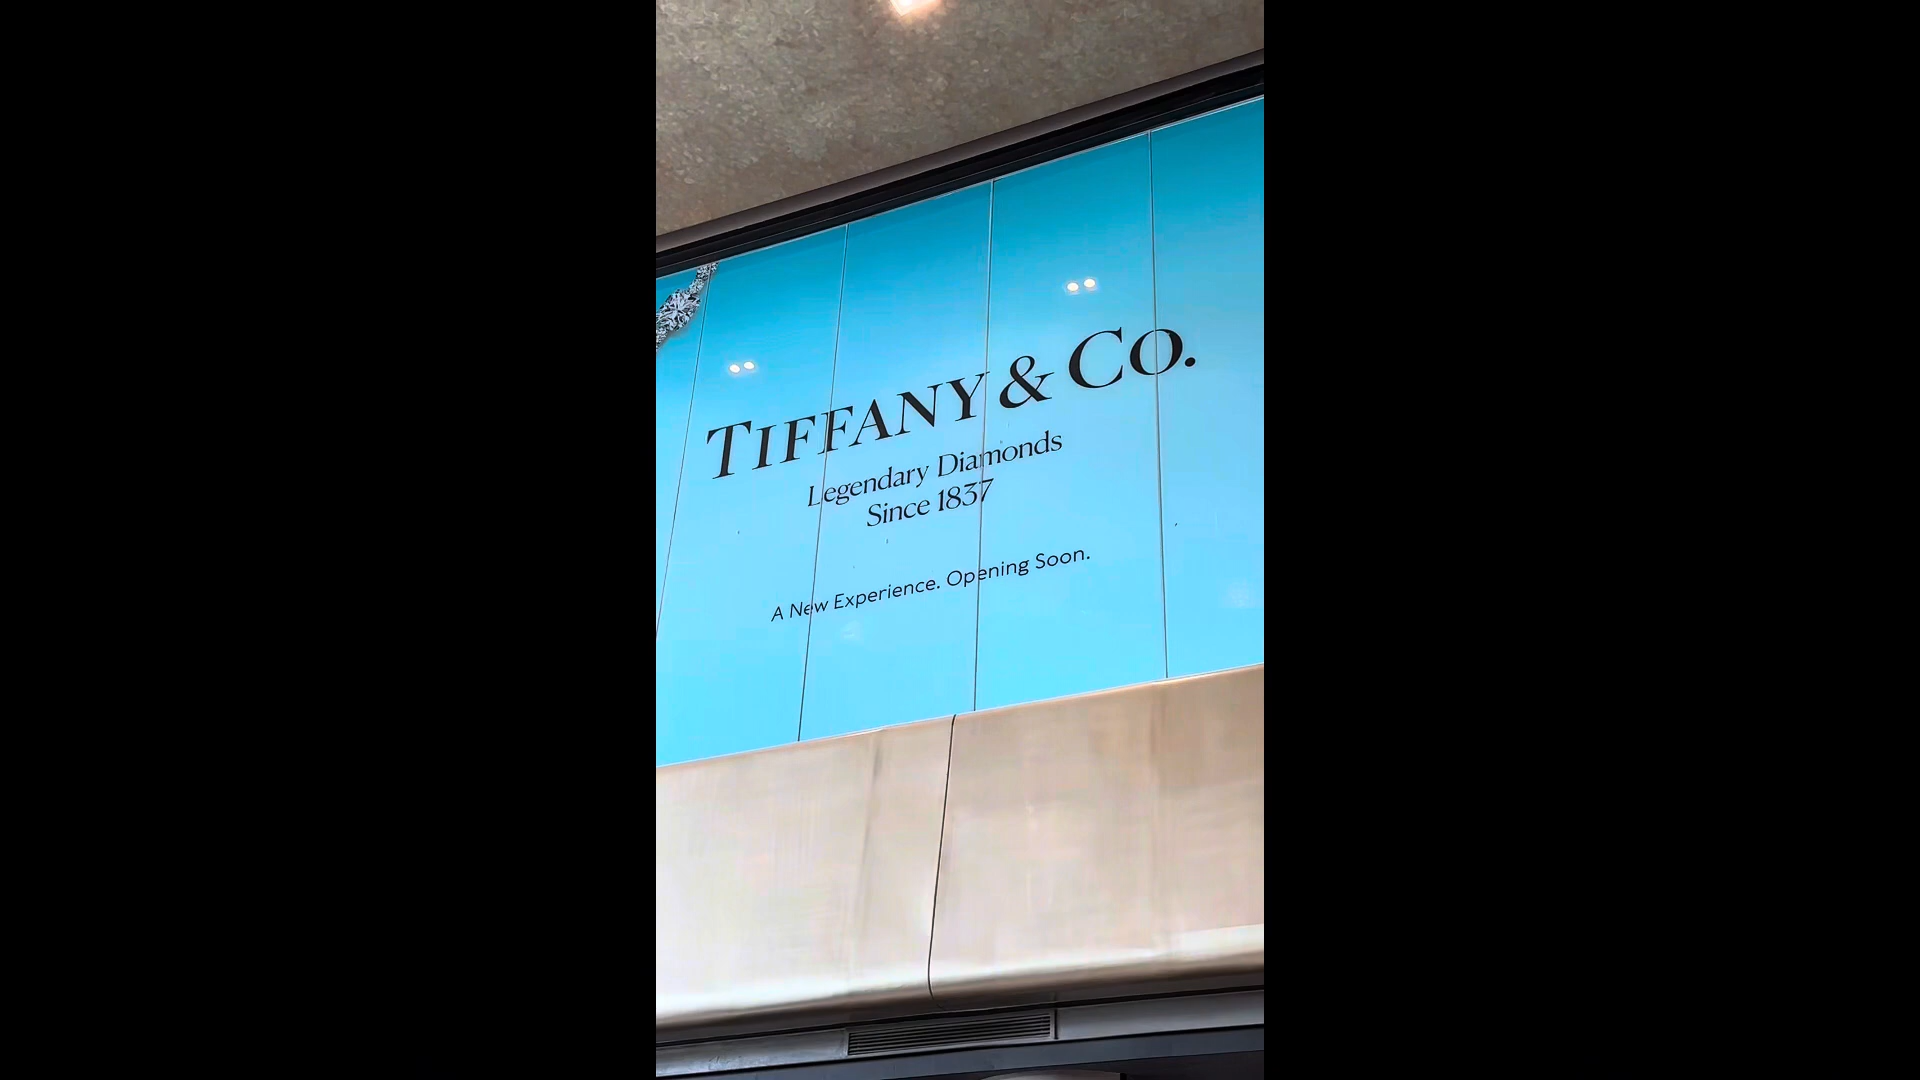 TIFFANY & CO.
Legendary Diamonds
Since 1837
A New Experience. Opening Soon.